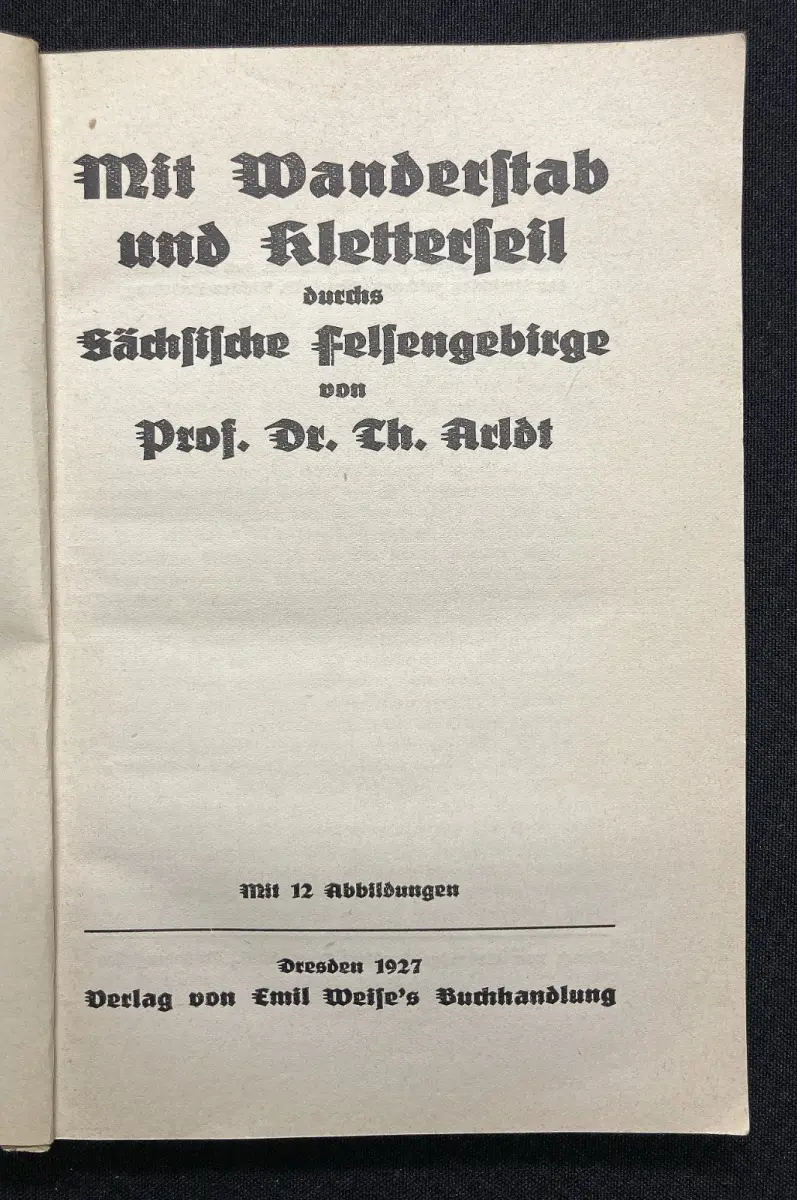 Mit Wanderſtab
und Kletterſeil
durchs
Sächſiſche Felſengebirge
von
Prof. Dr. Th. Arldt
Mit 12 Abbildungen
Dresden 1927
Verlag von Emil Weiſe's Buchhandlung